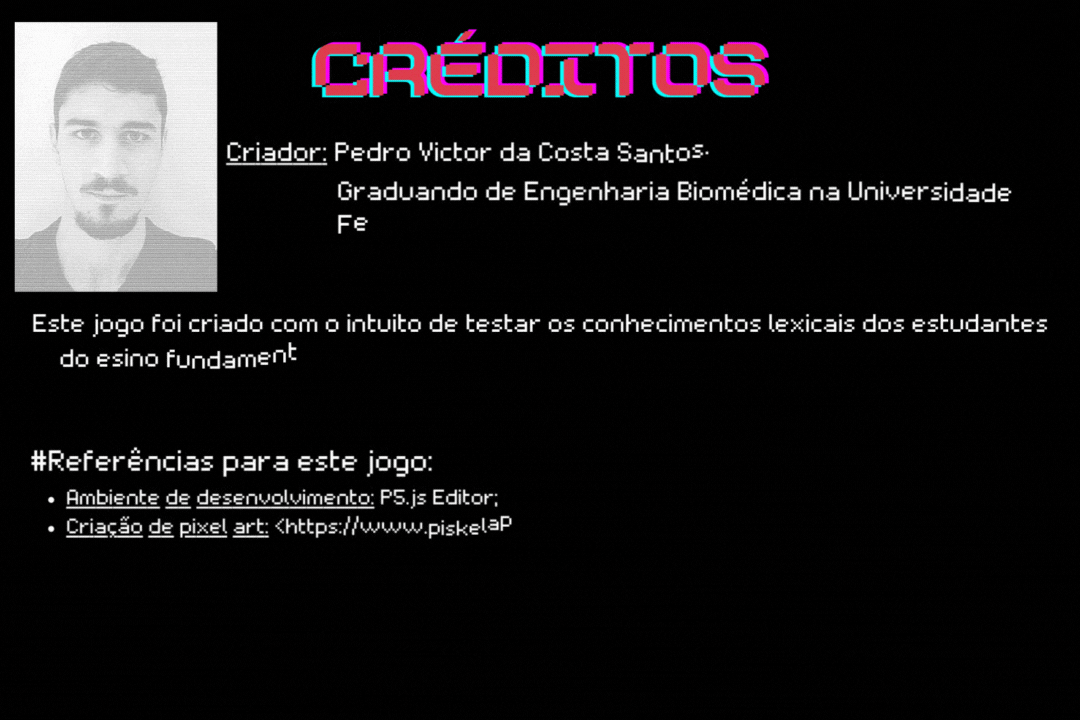 CRÉDITOS
Criador: Pedro Victor da Costa Santos.
Graduando de Engenharia Biomédica na Universidade
Fe
Este jogo foi criado com o intuito de testar os conhecimentos lexicais dos estudantes
do esino fundament
#Referências para este jogo:
• Ambiente de desenvolvimento: P5.js Editor;
• Criação de pixel art: <https://www.piskelap